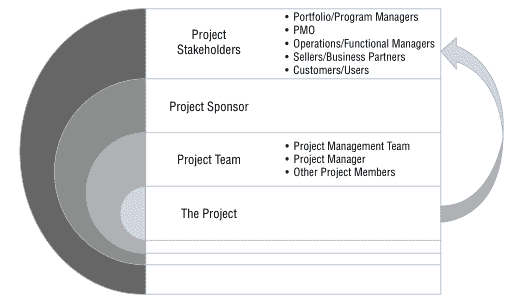 Project
Stakeholders
• Portfolio/Program Managers
• PMO
• Operations/Functional Managers
• Sellers/Business Partners
• Customers/Users
Project Sponsor
Project Team
• Project Management Team
• Project Manager
• Other Project Members
The Project